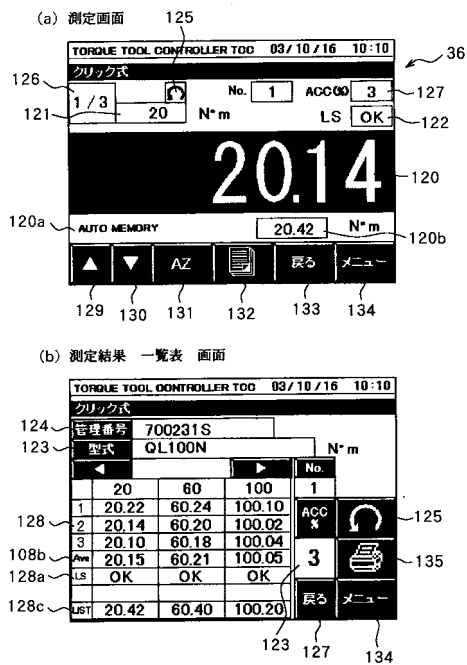 (a) 測定画面
125
TORQUE TOOL CONTROLLER TOC 03/10/16 10:10
36
クリック式
126
No. 1 ACC(%) 3
127
1/3
121
20 N*m
LS OK
122
20.14
120
120a
AUTO MEMORY 20.42 N*m
120b
AZ 戻る メニュー
129 130 131 132 133 134
(b) 測定結果 一覧表 画面
TORQUE TOOL CONTROLLER TOC 03/10/16 10:10
クリック式
124
管理番号 700231S
123
型式 QL100N N*m
No.
20 60 100 1
1 20.22 60.24 100.10 ACC %
125
128
2 20.14 60.20 100.02
3 20.10 60.18 100.04 3
108b
Ave 20.15 60.21 100.05
135
128a
LS OK OK OK
戻る メニュー
128c
LIST 20.42 60.40 100.20
123 127 134